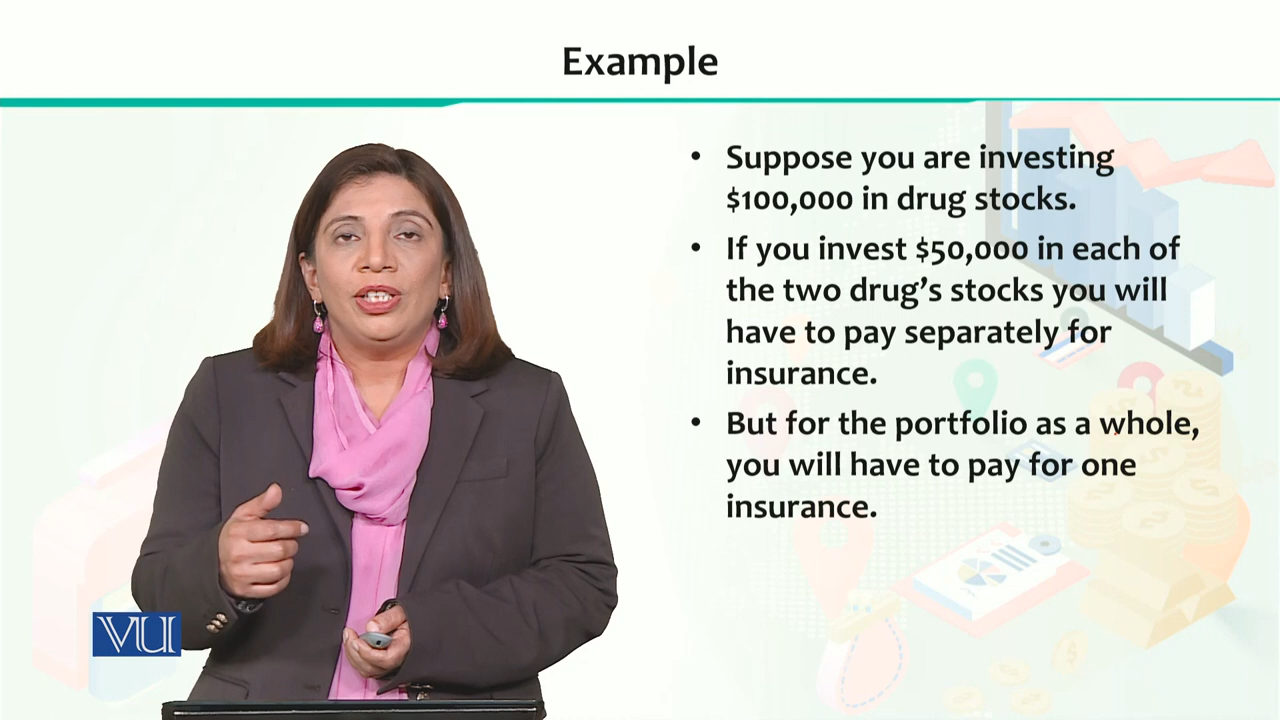 Example
• Suppose you are investing
$100,000 in drug stocks.
• If you invest $50,000 in each of
the two drug’s stocks you will
have to pay separately for
insurance.
• But for the portfolio as a whole,
you will have to pay for one
insurance.
VU